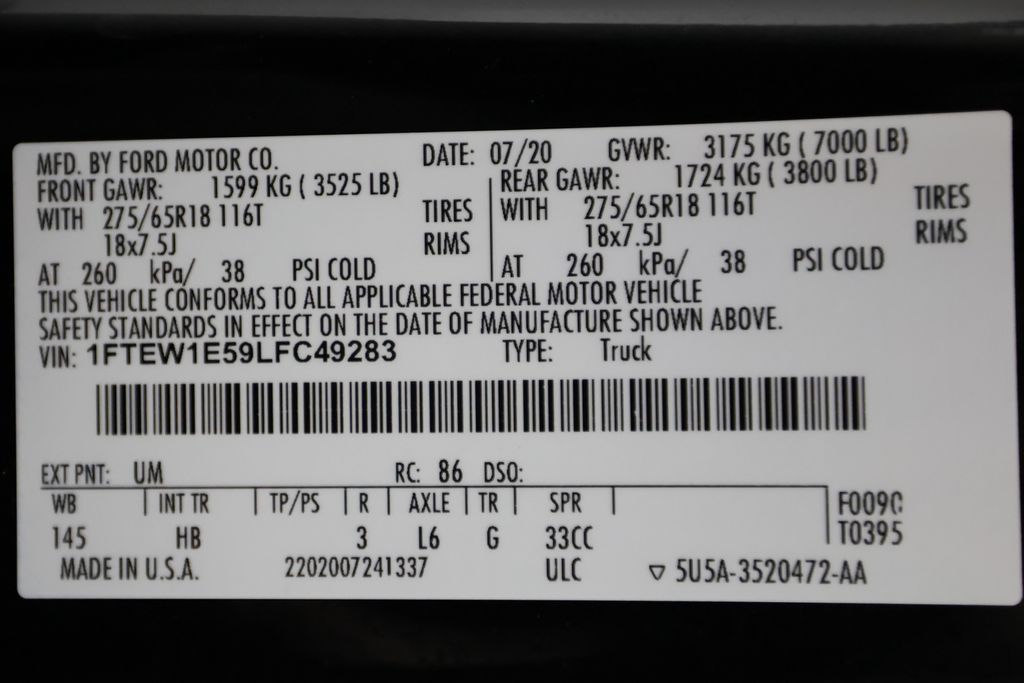 MFD. BY FORD MOTOR CO. DATE: 07/20 GVWR: 3175 KG ( 7000 LB)
FRONT GAWR: 1599 KG ( 3525 LB) REAR GAWR: 1724 KG ( 3800 LB)
WITH 275/65R18 116T TIRES WITH 275/65R18 116T TIRES
18x7.5J RIMS 18x7.5J RIMS
AT 260 kPa/ 38 PSI COLD AT 260 kPa/ 38 PSI COLD
THIS VEHICLE CONFORMS TO ALL APPLICABLE FEDERAL MOTOR VEHICLE
SAFETY STANDARDS IN EFFECT ON THE DATE OF MANUFACTURE SHOWN ABOVE.
VIN: 1FTEW1E59LFC49283 TYPE: Truck
EXT PNT: UM RC: 86 DSO:
WB INT TR TP/PS R AXLE TR SPR F0090
145 HB 3 L6 G 33CC T0395
MADE IN U.S.A. 2202007241337 ULC ▽ 5U5A-3520472-AA